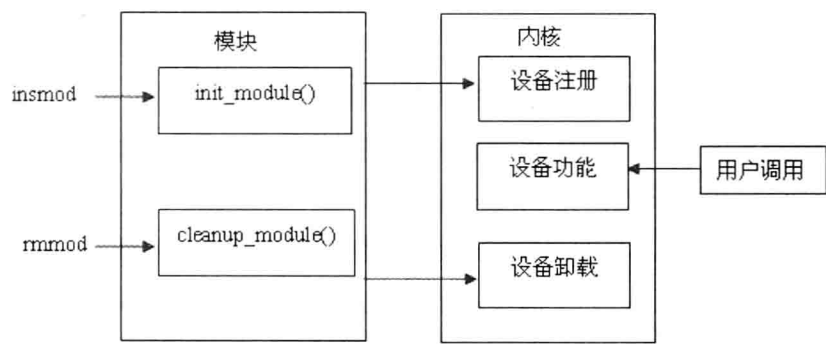 模块
内核
insmod
init_module()
设备注册
设备功能
用户调用
rmmod
cleanup_module()
设备卸载